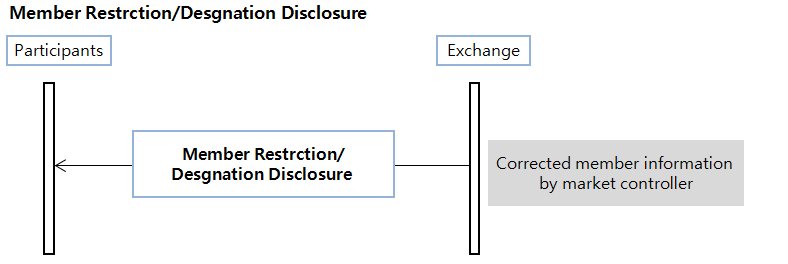 Member Restrction/Desgnation Disclosure
Participants
Exchange
Member Restrction/
Desgnation Disclosure
Corrected member information
by market controller